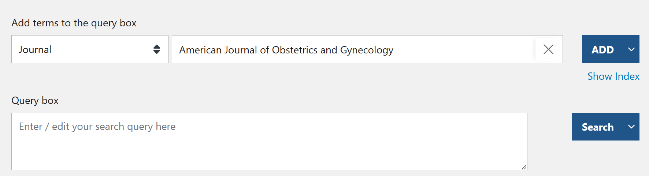 Add terms to the query box
Journal
American Journal of Obstetrics and Gynecology
ADD
Show Index
Query box
Enter / edit your search query here
Search